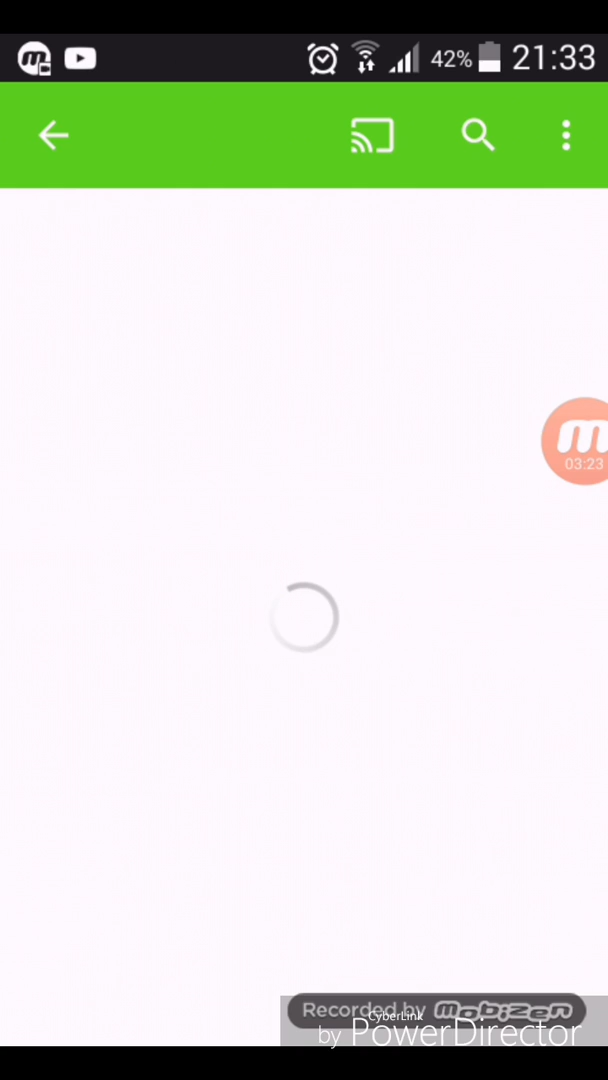 42% 21:33
m
03:23
Recorded by mobizen
CyberLink
by PowerDirector